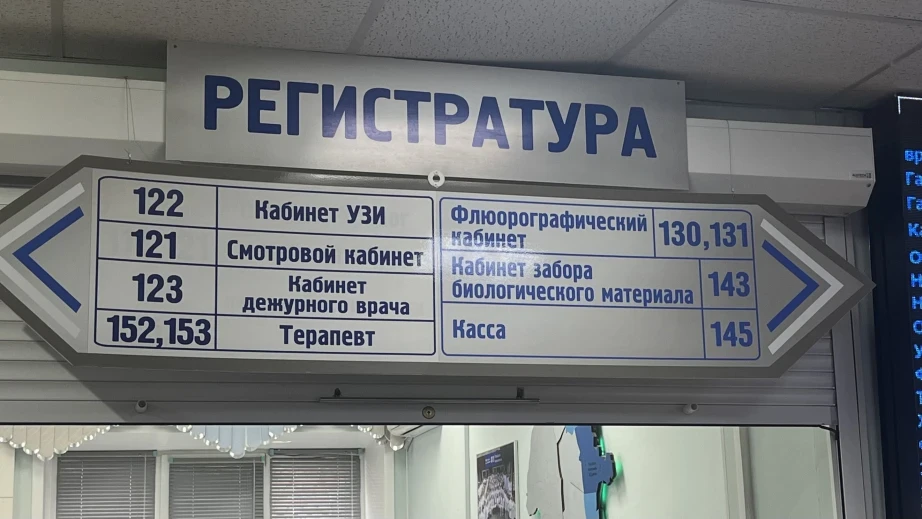 РЕГИСТРАТУРА
122 Кабинет УЗИ
121 Смотровой кабинет
123 Кабинет
дежурного врача
152,153 Терапевт
Флюорографический
кабинет 130,131
Кабинет забора
биологического материала 143
Касса 145